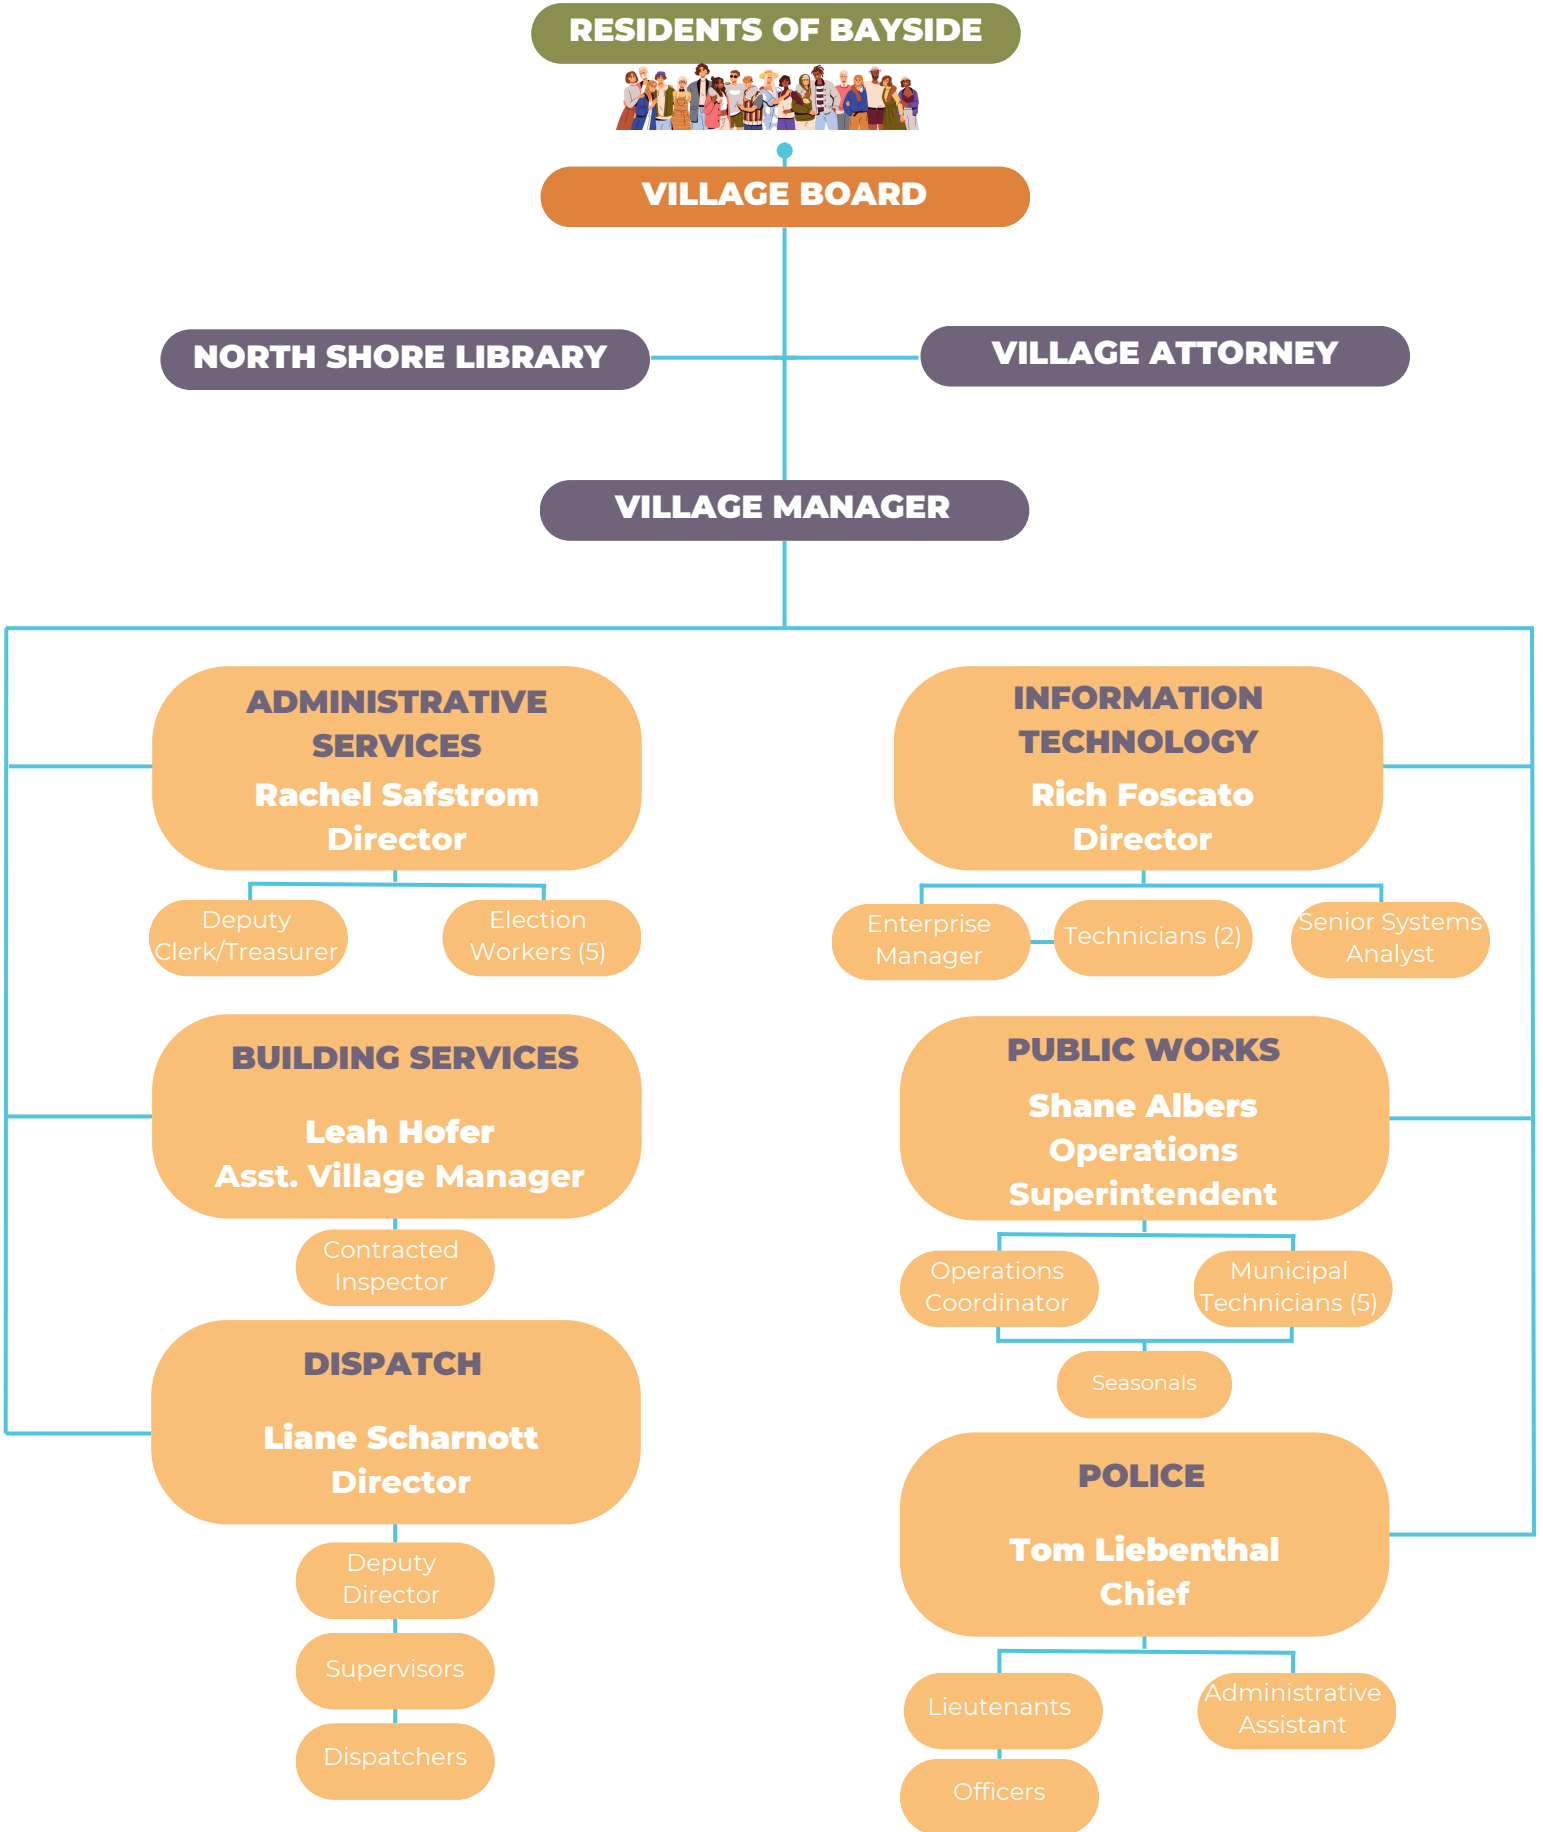 RESIDENTS OF BAYSIDE
VILLAGE BOARD
NORTH SHORE LIBRARY
VILLAGE ATTORNEY
VILLAGE MANAGER
ADMINISTRATIVE
SERVICES
Rachel Safstrom
Director
Deputy
Clerk/Treasurer
Election
Workers (5)
INFORMATION
TECHNOLOGY
Rich Foscato
Director
Enterprise
Manager
Technicians (2)
Senior Systems
Analyst
BUILDING SERVICES
Leah Hofer
Asst. Village Manager
Contracted
Inspector
PUBLIC WORKS
Shane Albers
Operations
Superintendent
Operations
Coordinator
Municipal
Technicians (5)
Seasonals
DISPATCH
Liane Scharnott
Director
Deputy
Director
Supervisors
Dispatchers
POLICE
Tom Liebenthal
Chief
Lieutenants
Administrative
Assistant
Officers